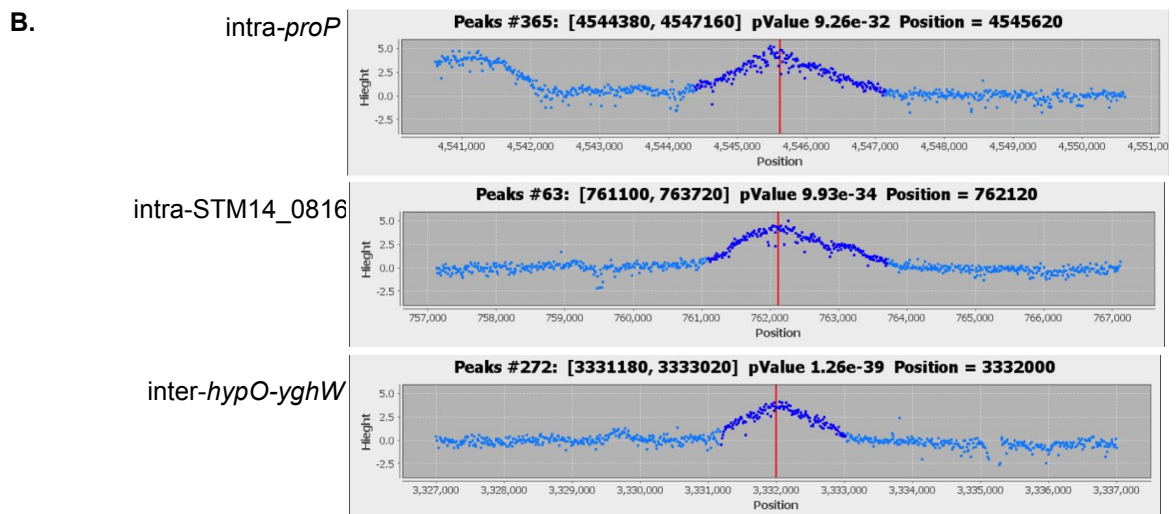 B.
intra-proP
Peaks #365: [4544380, 4547160] pValue 9.26e-32 Position = 4545620
Hieght
5.0
2.5
0.0
-2.5
4,541,000 4,542,000 4,543,000 4,544,000 4,545,000 4,546,000 4,547,000 4,548,000 4,549,000 4,550,000 4,551,00
Position
intra-STM14_0816
Peaks #63: [761100, 763720] pValue 9.93e-34 Position = 762120
Hieght
5.0
2.5
0.0
-2.5
757,000 758,000 759,000 760,000 761,000 762,000 763,000 764,000 765,000 766,000 767,000
Position
inter-hypO-yghW
Peaks #272: [3331180, 3333020] pValue 1.26e-39 Position = 3332000
Hieght
5.0
2.5
0.0
-2.5
3,327,000 3,328,000 3,329,000 3,330,000 3,331,000 3,332,000 3,333,000 3,334,000 3,335,000 3,336,000 3,337,000
Position